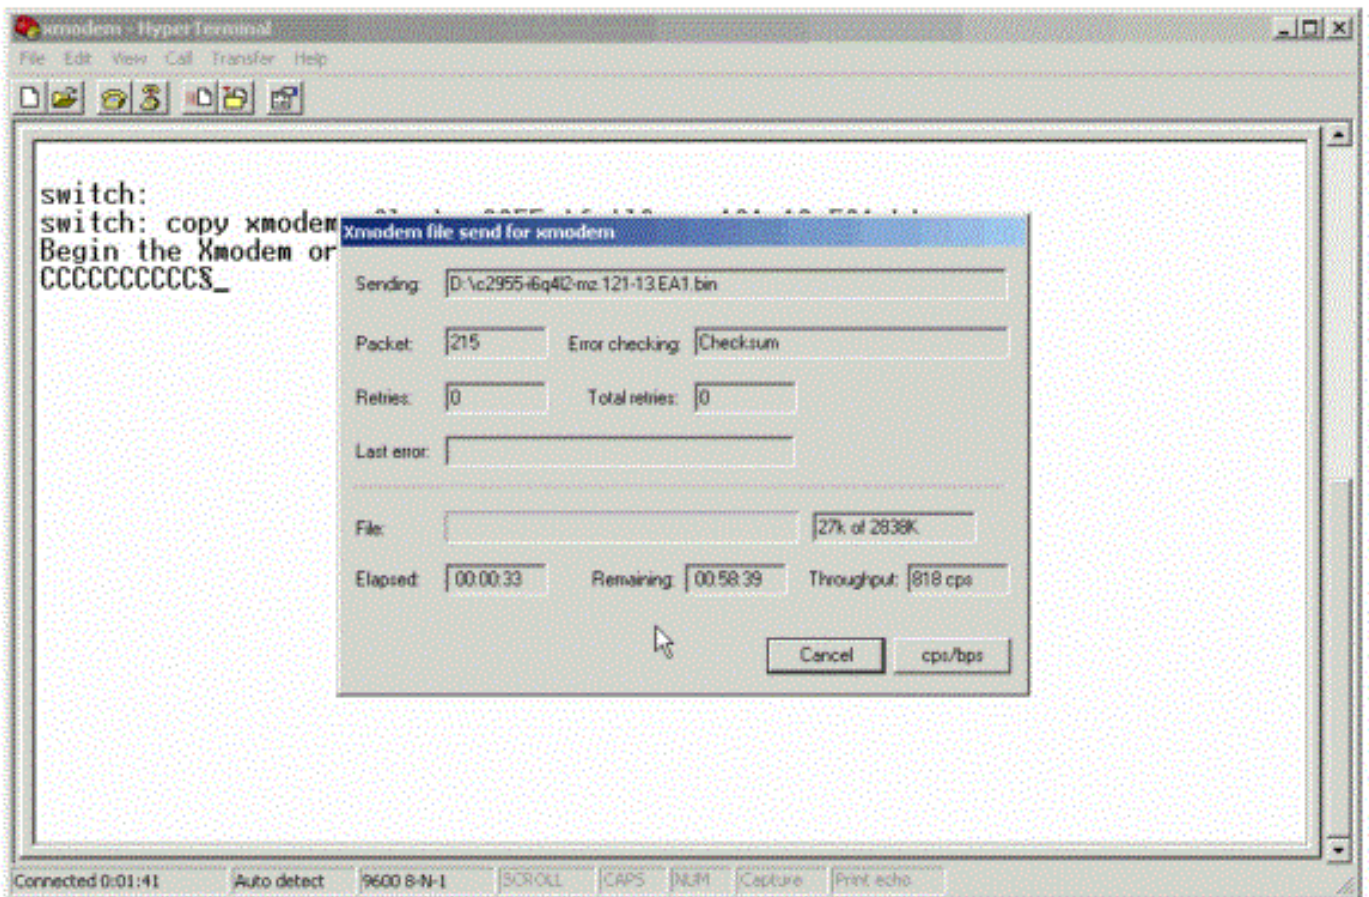 xmodem - HyperTerminal
File Edit View Call Transfer Help
switch:
switch: copy xmodem
Begin the Xmodem or
CCCCCCCCCC
Xmodem file send for xmodem
Sending: D:\c2955-i6q4l2-mz.121-13.EA1.bin
Packet: 215 Error checking: Checksum
Retries: 0 Total retries: 0
Last error:
File: 27k of 2838K
Elapsed: 00:00:33 Remaining: 00:58:39 Throughput: 818 cps
Cancel cps/bps
Connected 0:01:41 Auto detect 9600 8-N-1 SCROLL CAPS NUM Capture Print echo